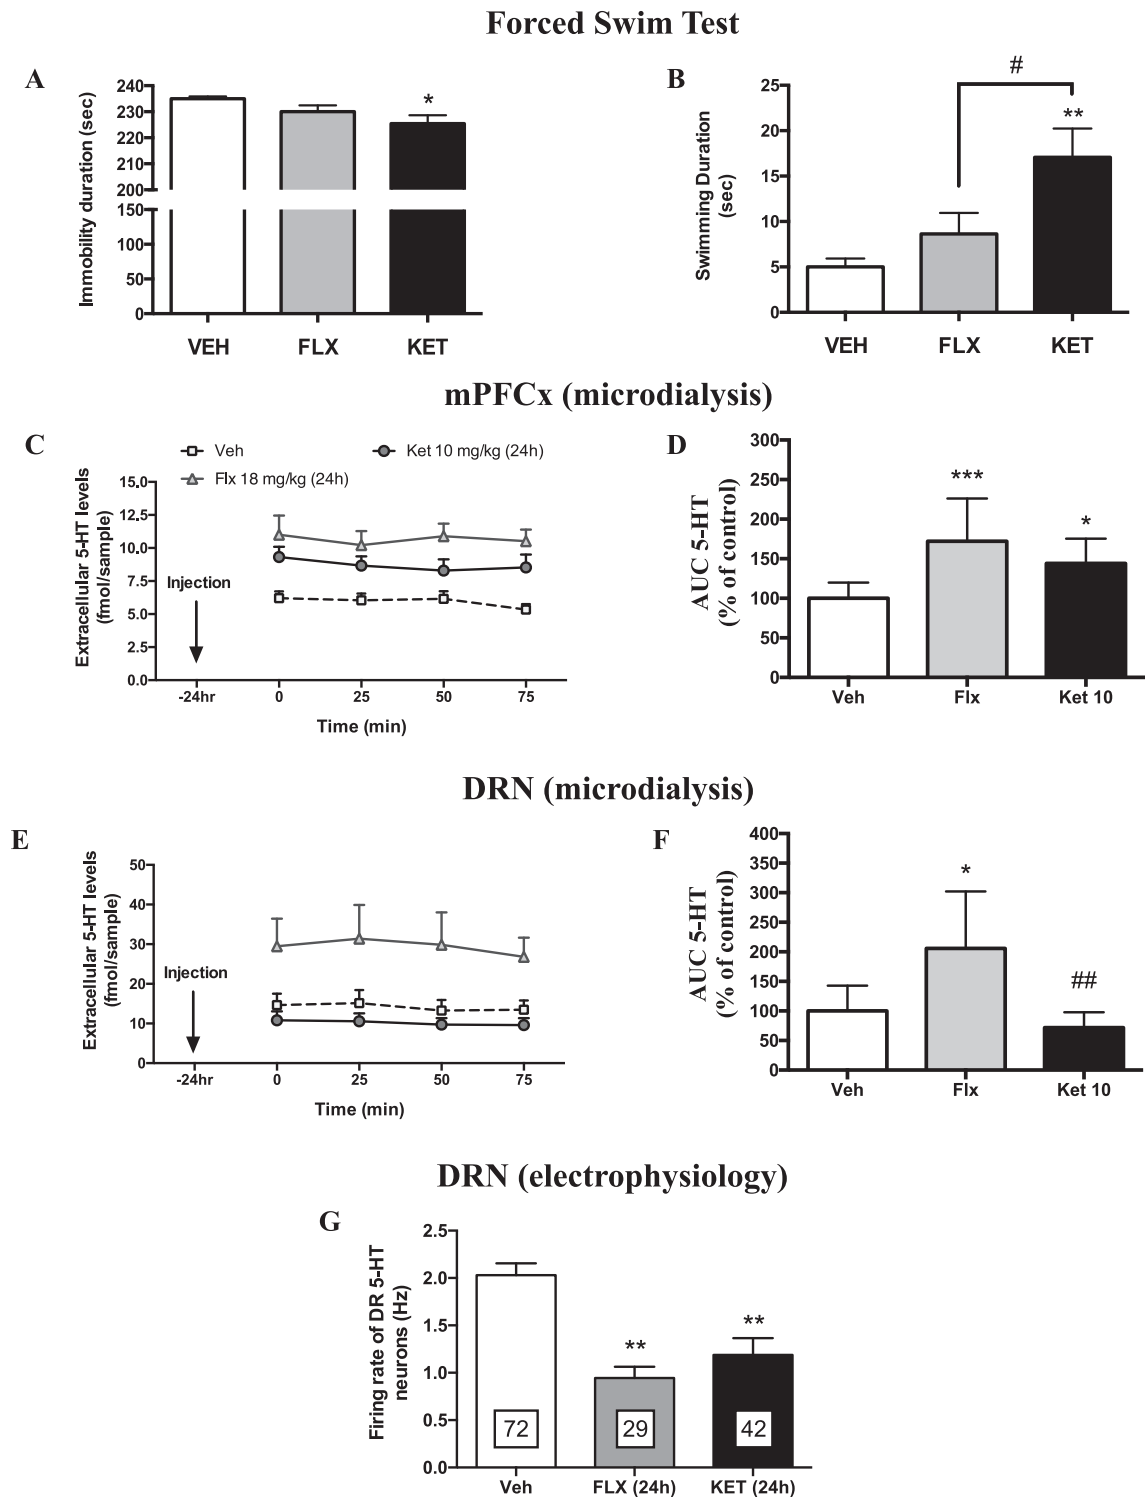 Forced Swim Test
A
Immobility duration (sec)
240
230
220
210
200
150
100
50
0
*
VEH FLX KET
B
Swimming Duration
(sec)
25
20
15
10
5
0
#
**
VEH FLX KET
mPFCx (microdialysis)
C
Veh
Ket 10 mg/kg (24h)
Flx 18 mg/kg (24h)
Extracellular 5-HT levels
(fmol/sample)
15.0
12.5
10.0
7.5
5.0
2.5
0.0
Injection
-24hr 0 25 50 75
Time (min)
D
AUC 5-HT
(% of control)
300
250
200
150
100
50
0
***
*
Veh Flx Ket 10
DRN (microdialysis)
E
Extracellular 5-HT levels
(fmol/sample)
50
40
30
20
10
0
Injection
-24hr 0 25 50 75
Time (min)
F
AUC 5-HT
(% of control)
400
350
300
250
200
150
100
50
0
*
##
Veh Flx Ket 10
DRN (electrophysiology)
G
Firing rate of DR 5-HT
neurons (Hz)
2.5
2.0
1.5
1.0
0.5
0.0
**
**
72 29 42
Veh FLX (24h) KET (24h)